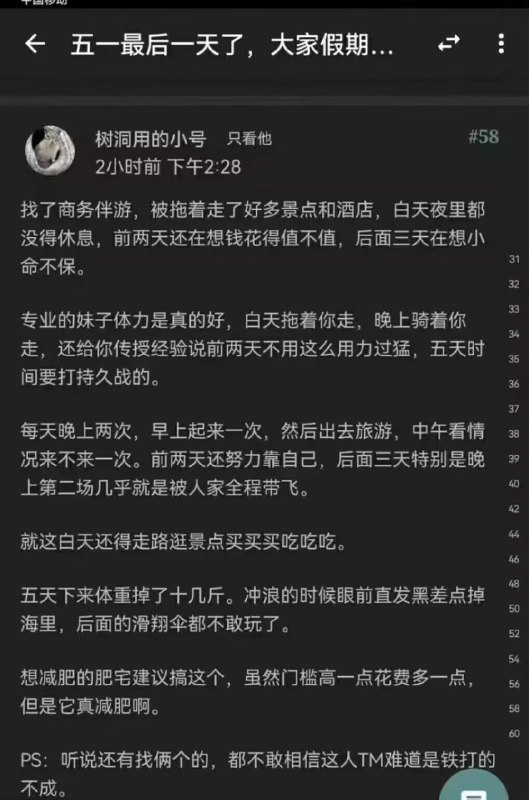 中国移动
五一最后一天了，大家假期...
树洞用的小号 只看他 #58
2小时前 下午2:28
找了商务伴游，被拖着走了好多景点和酒店，白天夜里都
没得休息，前两天还在想钱花得值不值，后面三天在想小
命不保。
专业的妹子体力是真的好，白天拖着你走，晚上骑着你
走，还给你传授经验说前两天不用这么用力过猛，五天时
间要打持久战的。
每天晚上两次，早上起来一次，然后出去旅游，中午看情
况来不来一次。前两天还努力靠自己，后面三天特别是晚
上第二场几乎就是被人家全程带飞。
就这白天还得走路逛景点买买买吃吃吃。
五天下来体重掉了十几斤。冲浪的时候眼前直发黑差点掉
海里，后面的滑翔伞都不敢玩了。
想减肥的肥宅建议搞这个，虽然门槛高一点花费多一点，
但是它真减肥啊。
PS：听说还有找俩个的，都不敢相信这人TM难道是铁打的
不成。
31
32
33
34
35
36
37
38
39
40
42
44
46
48
50
52
54
56
58
60